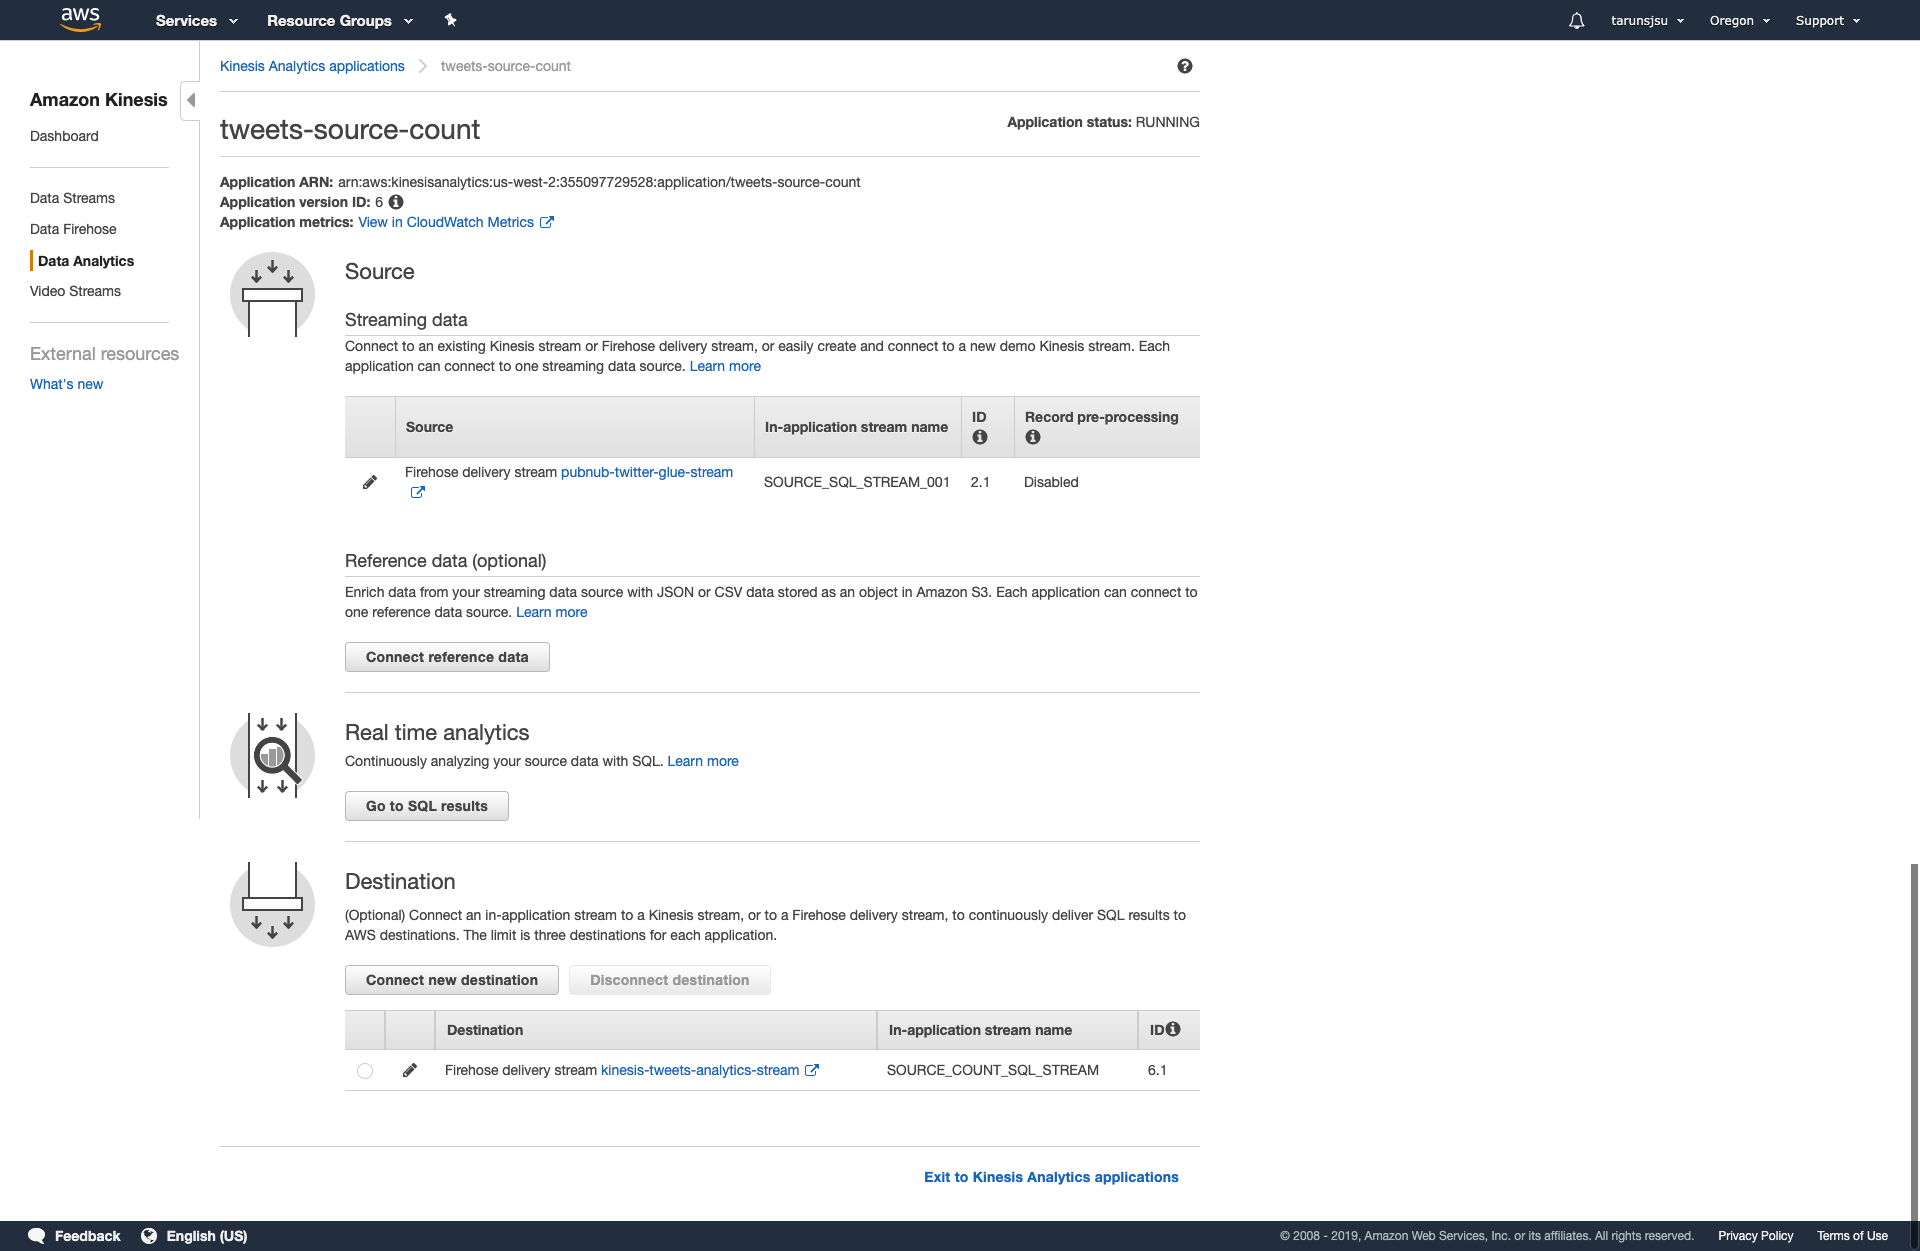 aws Services Resource Groups tarunsjsu Oregon Support
Kinesis Analytics applications tweets-source-count
Amazon Kinesis
Dashboard
Data Streams
Data Firehose
Data Analytics
Video Streams
External resources
What's new
tweets-source-count
Application status: RUNNING
Application ARN: arn:aws:kinesisanalytics:us-west-2:355097729528:application/tweets-source-count
Application version ID: 6
Application metrics: View in CloudWatch Metrics
Source
Streaming data
Connect to an existing Kinesis stream or Firehose delivery stream, or easily create and connect to a new demo Kinesis stream. Each
application can connect to one streaming data source. Learn more
Source In-application stream name ID Record pre-processing
Firehose delivery stream pubnub-twitter-glue-stream SOURCE_SQL_STREAM_001 2.1 Disabled
Reference data (optional)
Enrich data from your streaming data source with JSON or CSV data stored as an object in Amazon S3. Each application can connect to
one reference data source. Learn more
Connect reference data
Real time analytics
Continuously analyzing your source data with SQL. Learn more
Go to SQL results
Destination
(Optional) Connect an in-application stream to a Kinesis stream, or to a Firehose delivery stream, to continuously deliver SQL results to
AWS destinations. The limit is three destinations for each application.
Connect new destination Disconnect destination
Destination In-application stream name ID
Firehose delivery stream kinesis-tweets-analytics-stream SOURCE_COUNT_SQL_STREAM 6.1
Exit to Kinesis Analytics applications
Feedback English (US) © 2008 - 2019, Amazon Web Services, Inc. or its affiliates. All rights reserved. Privacy Policy Terms of Use